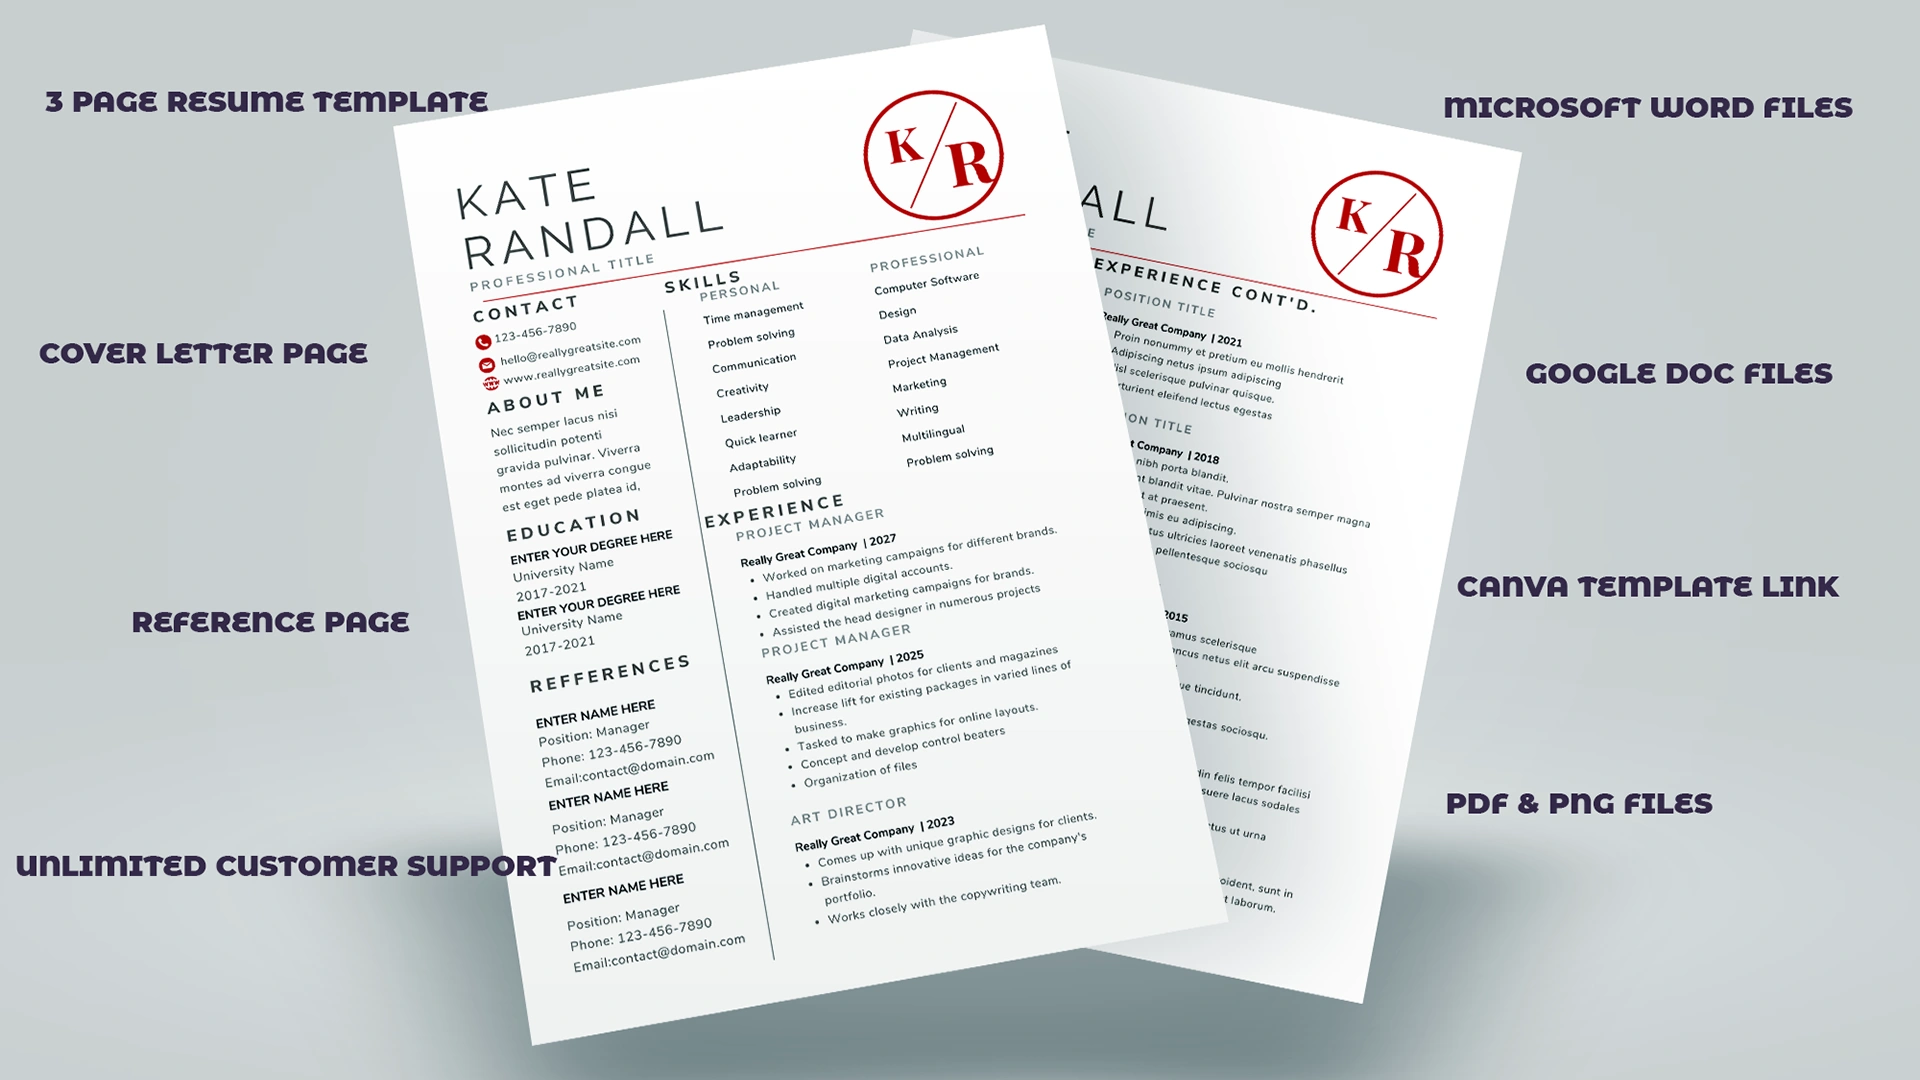 3 PAGE RESUME TEMPLATE
COVER LETTER PAGE
REFERENCE PAGE
UNLIMITED CUSTOMER SUPPORT
KATE
RANDALL
PROFESSIONAL TITLE
K/R
CONTACT
123-456-7890
hello@reallygreatsite.com
www.reallygreatsite.com
ABOUT ME
Nec semper lacus nisi
sollicitudin potenti
gravida pulvinar. Viverra
montes ad viverra congue
est eget pede platea id,
EDUCATION
ENTER YOUR DEGREE HERE
University Name
2017-2021
ENTER YOUR DEGREE HERE
University Name
2017-2021
REFFERENCES
ENTER NAME HERE
Position: Manager
Phone: 123-456-7890
Email:contact@domain.com
ENTER NAME HERE
Position: Manager
Phone: 123-456-7890
Email:contact@domain.com
ENTER NAME HERE
Position: Manager
Phone: 123-456-7890
Email:contact@domain.com
SKILLS
PERSONAL
Time management
Problem solving
Communication
Creativity
Leadership
Quick learner
Adaptability
Problem solving
PROFESSIONAL
Computer Software
Design
Data Analysis
Project Management
Marketing
Writing
Multilingual
Problem solving
EXPERIENCE
PROJECT MANAGER
Really Great Company | 2027
• Worked on marketing campaigns for different brands.
• Handled multiple digital accounts.
• Created digital marketing campaigns for brands.
• Assisted the head designer in numerous projects
PROJECT MANAGER
Really Great Company | 2025
• Edited editorial photos for clients and magazines
• Increase lift for existing packages in varied lines of
business.
• Tasked to make graphics for online layouts.
• Concept and develop control beaters
• Organization of files
ART DIRECTOR
Really Great Company | 2023
• Comes up with unique graphic designs for clients.
• Brainstorms innovative ideas for the company's
portfolio.
• Works closely with the copywriting team.
ALL
K/R
EXPERIENCE CONT'D.
POSITION TITLE
Really Great Company | 2021
Proin nonummy et pretium eu mollis hendrerit
Adipiscing netus ipsum adipiscing
scelerisque pulvinar quisque.
eleifend lectus egestas
TITLE
Company | 2018
nibh porta blandit.
blandit vitae. Pulvinar nostra semper magna
at praesent.
eu adipiscing.
ultricies laoreet venenatis phasellus
pellentesque sociosqu
2015
scelerisque
netus elit arcu suspendisse
tincidunt.
sociosqu.
felis tempor facilisi
lacus sodales
ut urna
sunt in
laborum.
MICROSOFT WORD FILES
GOOGLE DOC FILES
CANVA TEMPLATE LINK
PDF & PNG FILES